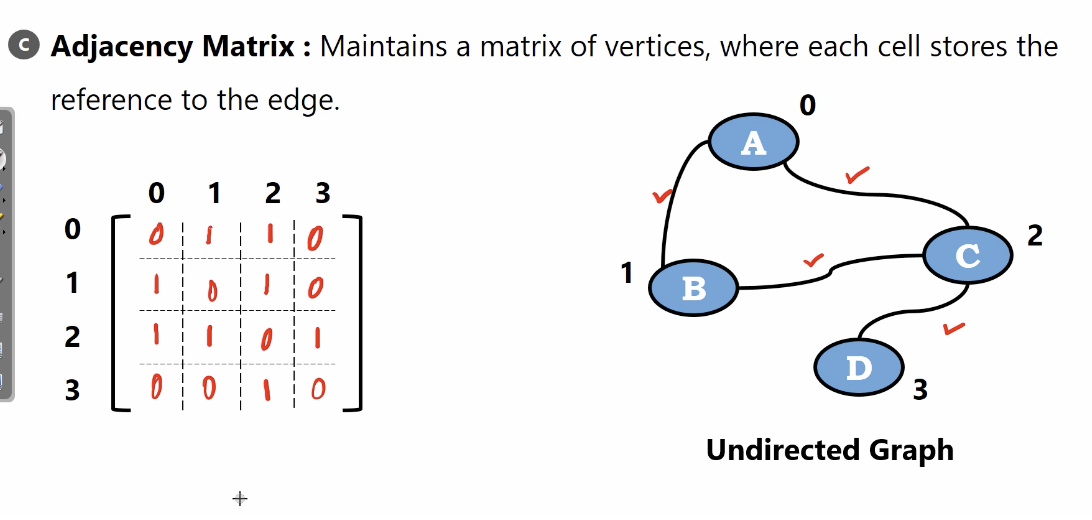 C Adjacency Matrix : Maintains a matrix of vertices, where each cell stores the
reference to the edge.
0 1 2 3
0 0 1 1 0
1 1 0 1 0
2 1 1 0 1
3 0 0 1 0
0
A
2
C
1
B
D
3
Undirected Graph